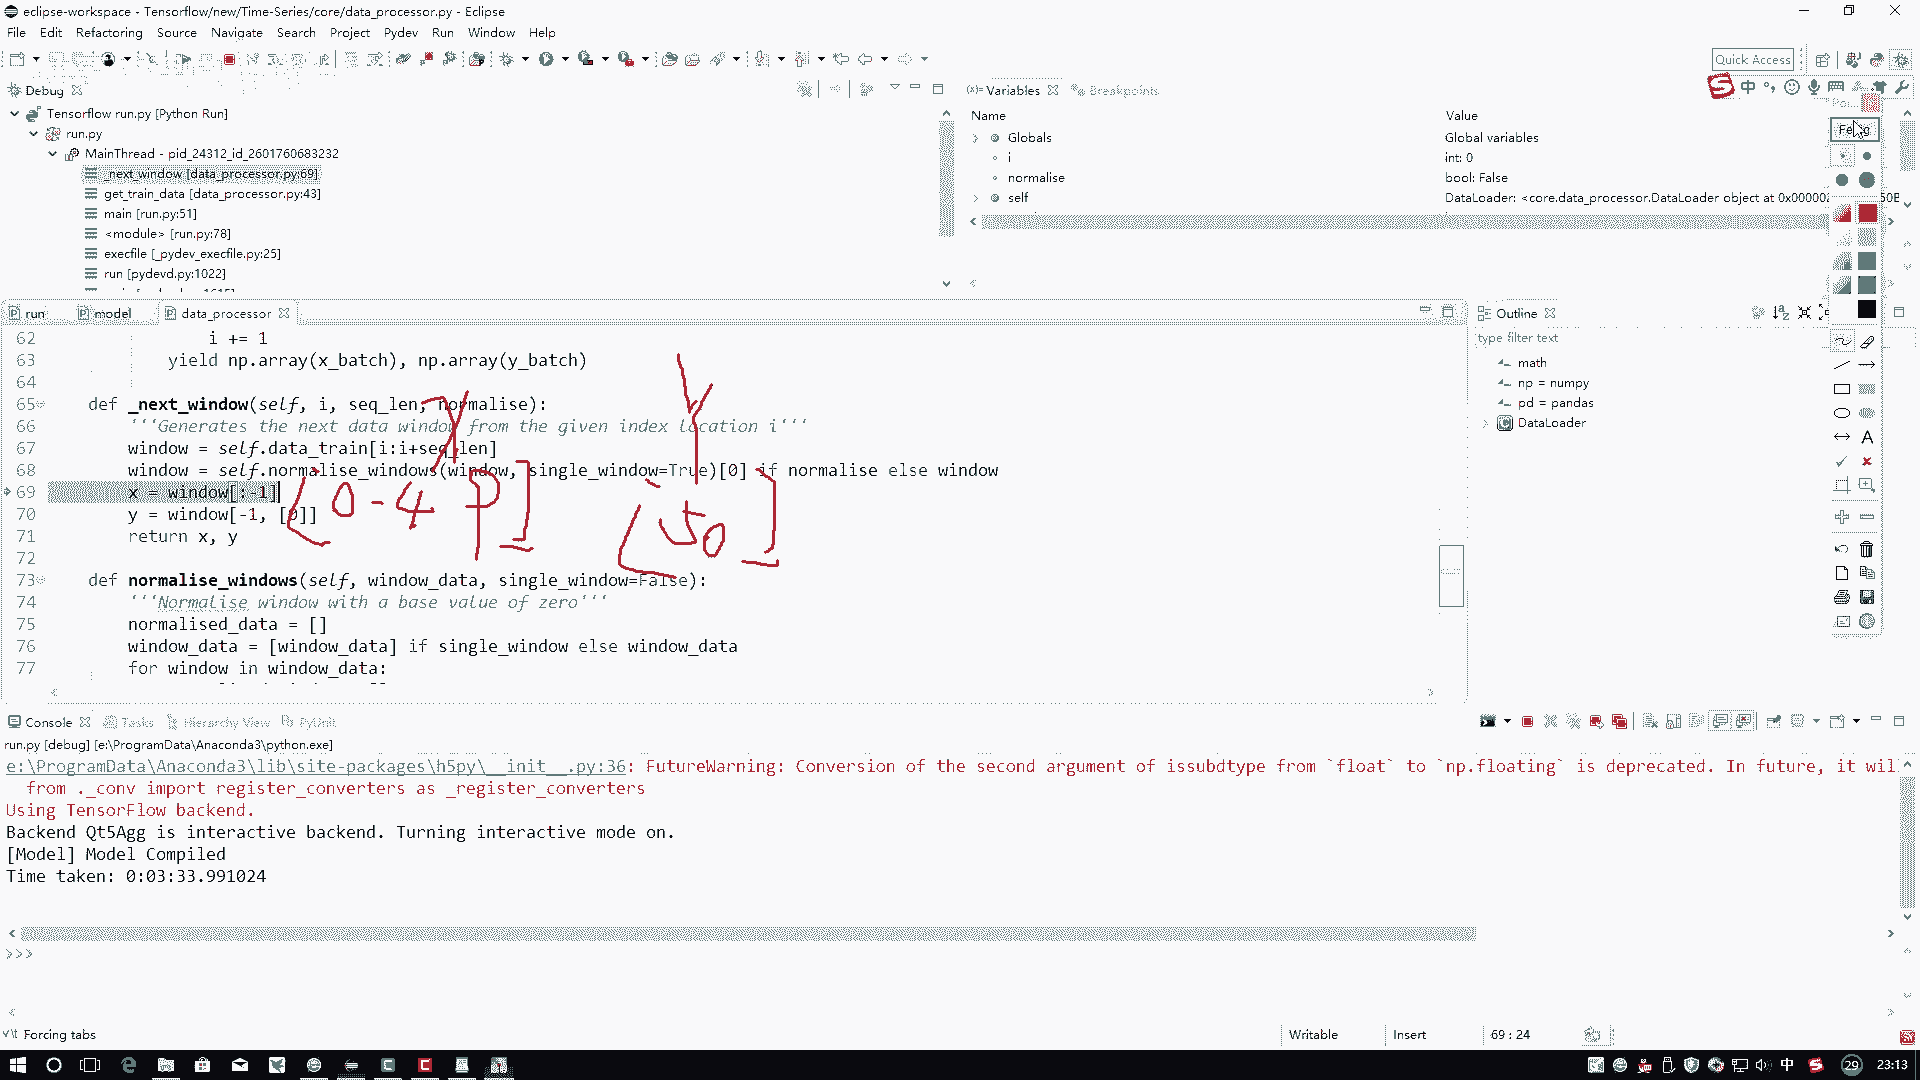 eclipse-workspace - Tensorflow/new/Time-Series/core/data_processor.py - Eclipse
File Edit Refactoring Source Navigate Search Project Pydev Run Window Help
Quick Access
Debug
Tensorflow run.py [Python Run]
run.py
MainThread - pid_24312_id_2601760683232
_next_window [data_processor.py:69]
get_train_data [data_processor.py:43]
main [run.py:51]
<module> [run.py:78]
execfile [_pydev_execfile.py:25]
run [pydevd.py:1022]
(x)= Variables Breakpoints
Name Value
Globals Global variables
i int: 0
normalise bool: False
self DataLoader: <core.data_processor.DataLoader object at
中
run model data_processor
62 i += 1
63 yield np.array(x_batch), np.array(y_batch)
64
65 def _next_window(self, i, seq_len, normalise):
66 '''Generates the next data window from the given index location i'''
67 window = self.data_train[i:i+seq_len]
68 window = self.normalise_windows(window, single_window=True)[0] if normalise else window
69 x = window[:-1]
70 y = window[-1, [0]]
71 return x, y
72
73 def normalise_windows(self, window_data, single_window=False):
74 '''Normalise window with a base value of zero'''
75 normalised_data = []
76 window_data = [window_data] if single_window else window_data
77 for window in window_data:
X
Y
[0-49]
[50]
Outline
type filter text
math
np = numpy
pd = pandas
DataLoader
Console Tasks Hierarchy View PyUnit
run.py [debug] [e:\ProgramData\Anaconda3\python.exe]
e:\ProgramData\Anaconda3\lib\site-packages\h5py\__init__.py:36: FutureWarning: Conversion of the second argument of issubdtype from `float` to `np.floating` is deprecated. In future, it wil
from ._conv import register_converters as _register_converters
Using TensorFlow backend.
Backend Qt5Agg is interactive backend. Turning interactive mode on.
[Model] Model Compiled
Time taken: 0:03:33.991024
>>>
Forcing tabs Writable Insert 69 : 24
中 29 23:13